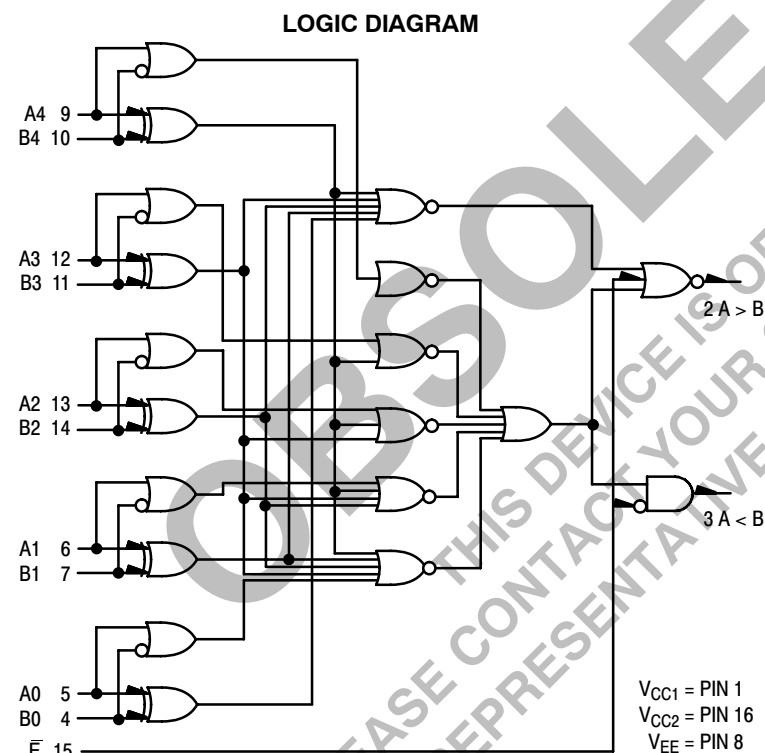 LOGIC DIAGRAM
A4 9
B4 10
A3 12
B3 11
A2 13
B2 14
A1 6
B1 7
A0 5
B0 4
E 15
2 A > B
3 A < B
VCC1 = PIN 1
VCC2 = PIN 16
VEE = PIN 8
OBSOLE
THIS DEVICE IS
CONTACT YOUR
REPRESENTATIVE